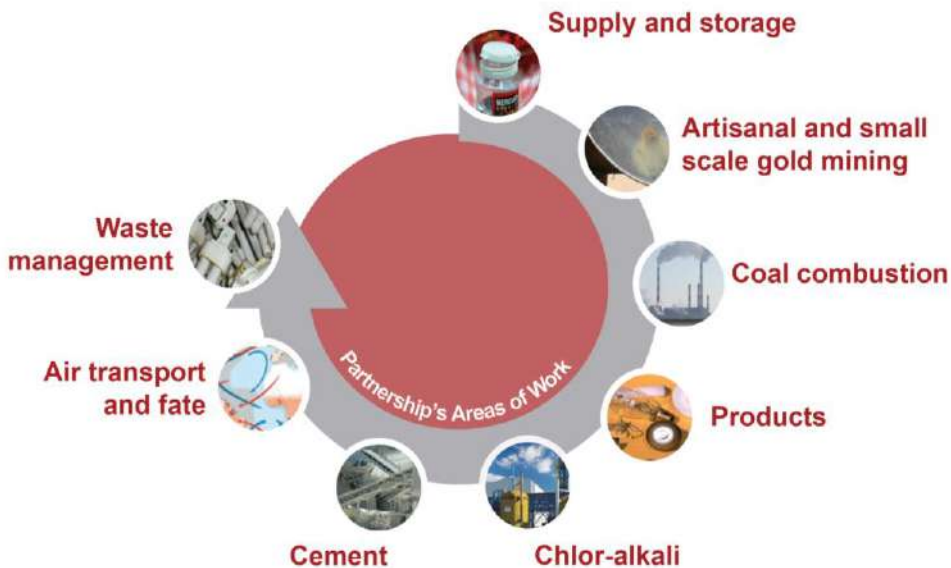 Supply and storage
Artisanal and small
scale gold mining
Coal combustion
Products
Chlor-alkali
Cement
Air transport
and fate
Waste
management
Partnership's Areas of Work